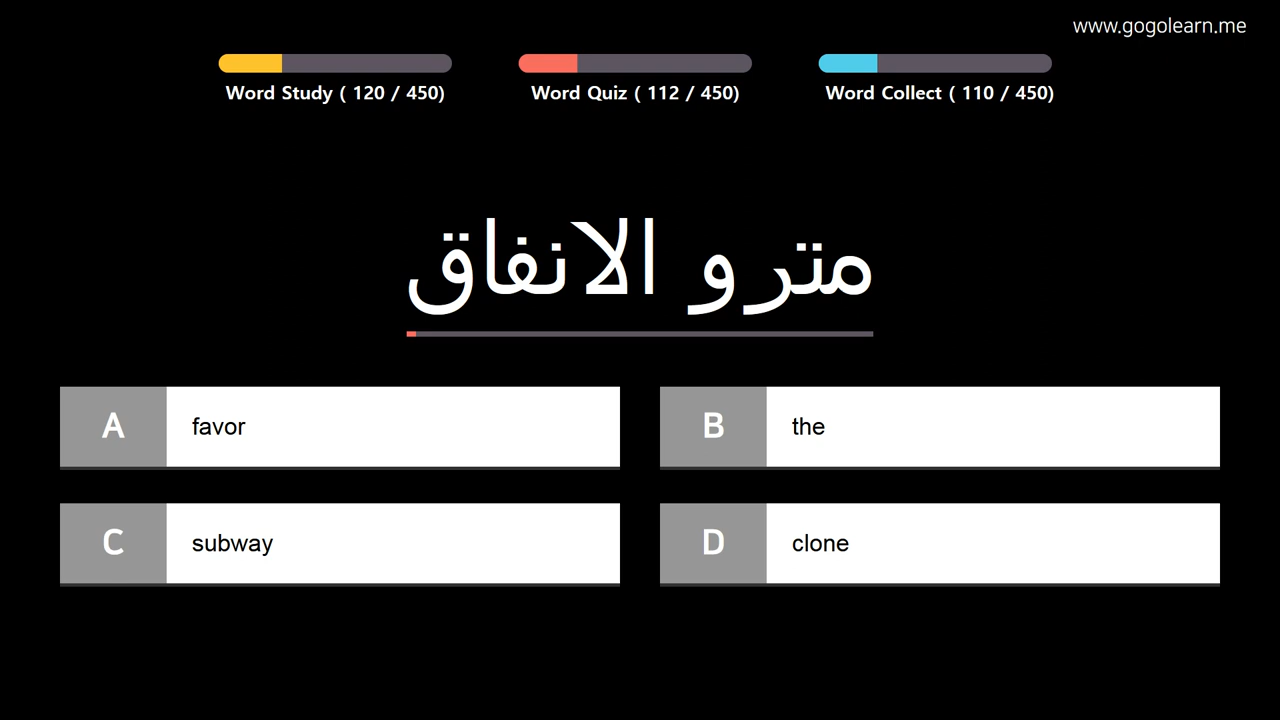 www.gogolearn.me
Word Study ( 120 / 450)
Word Quiz ( 112 / 450)
Word Collect ( 110 / 450)
مترو الانفاق
A favor
B the
C subway
D clone